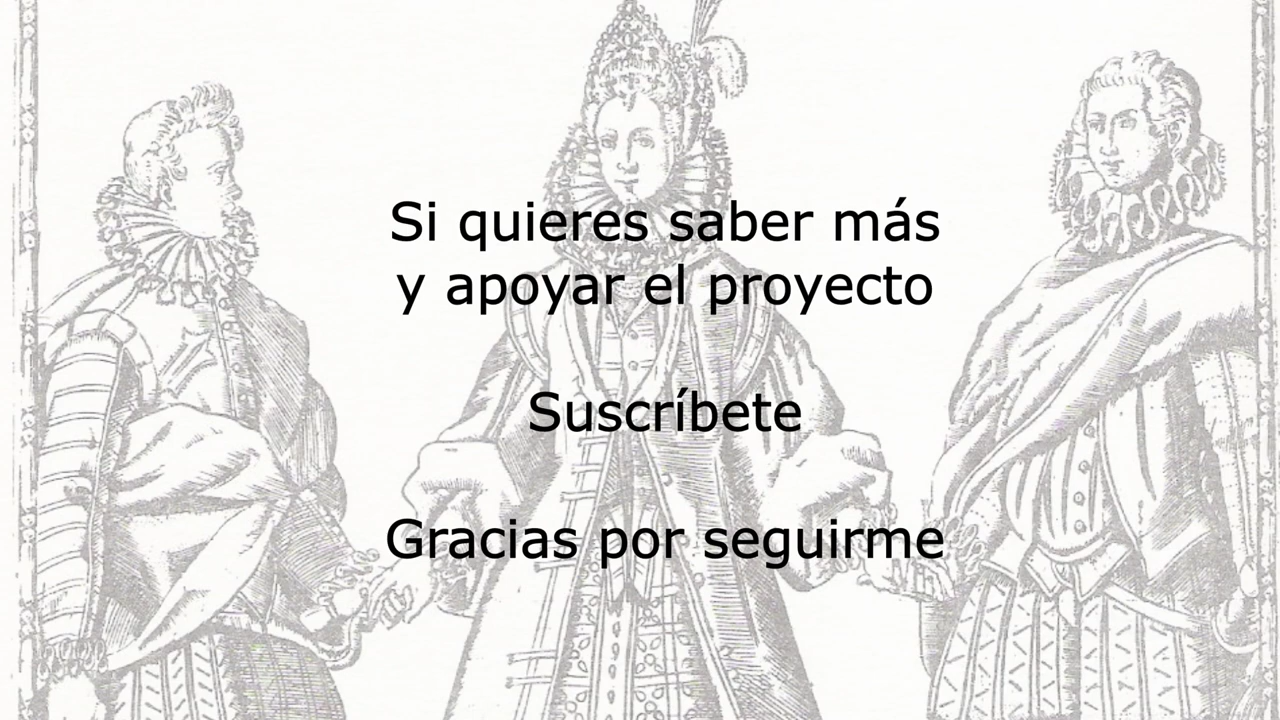 Si quieres saber más
y apoyar el proyecto
Suscríbete
Gracias por seguirme